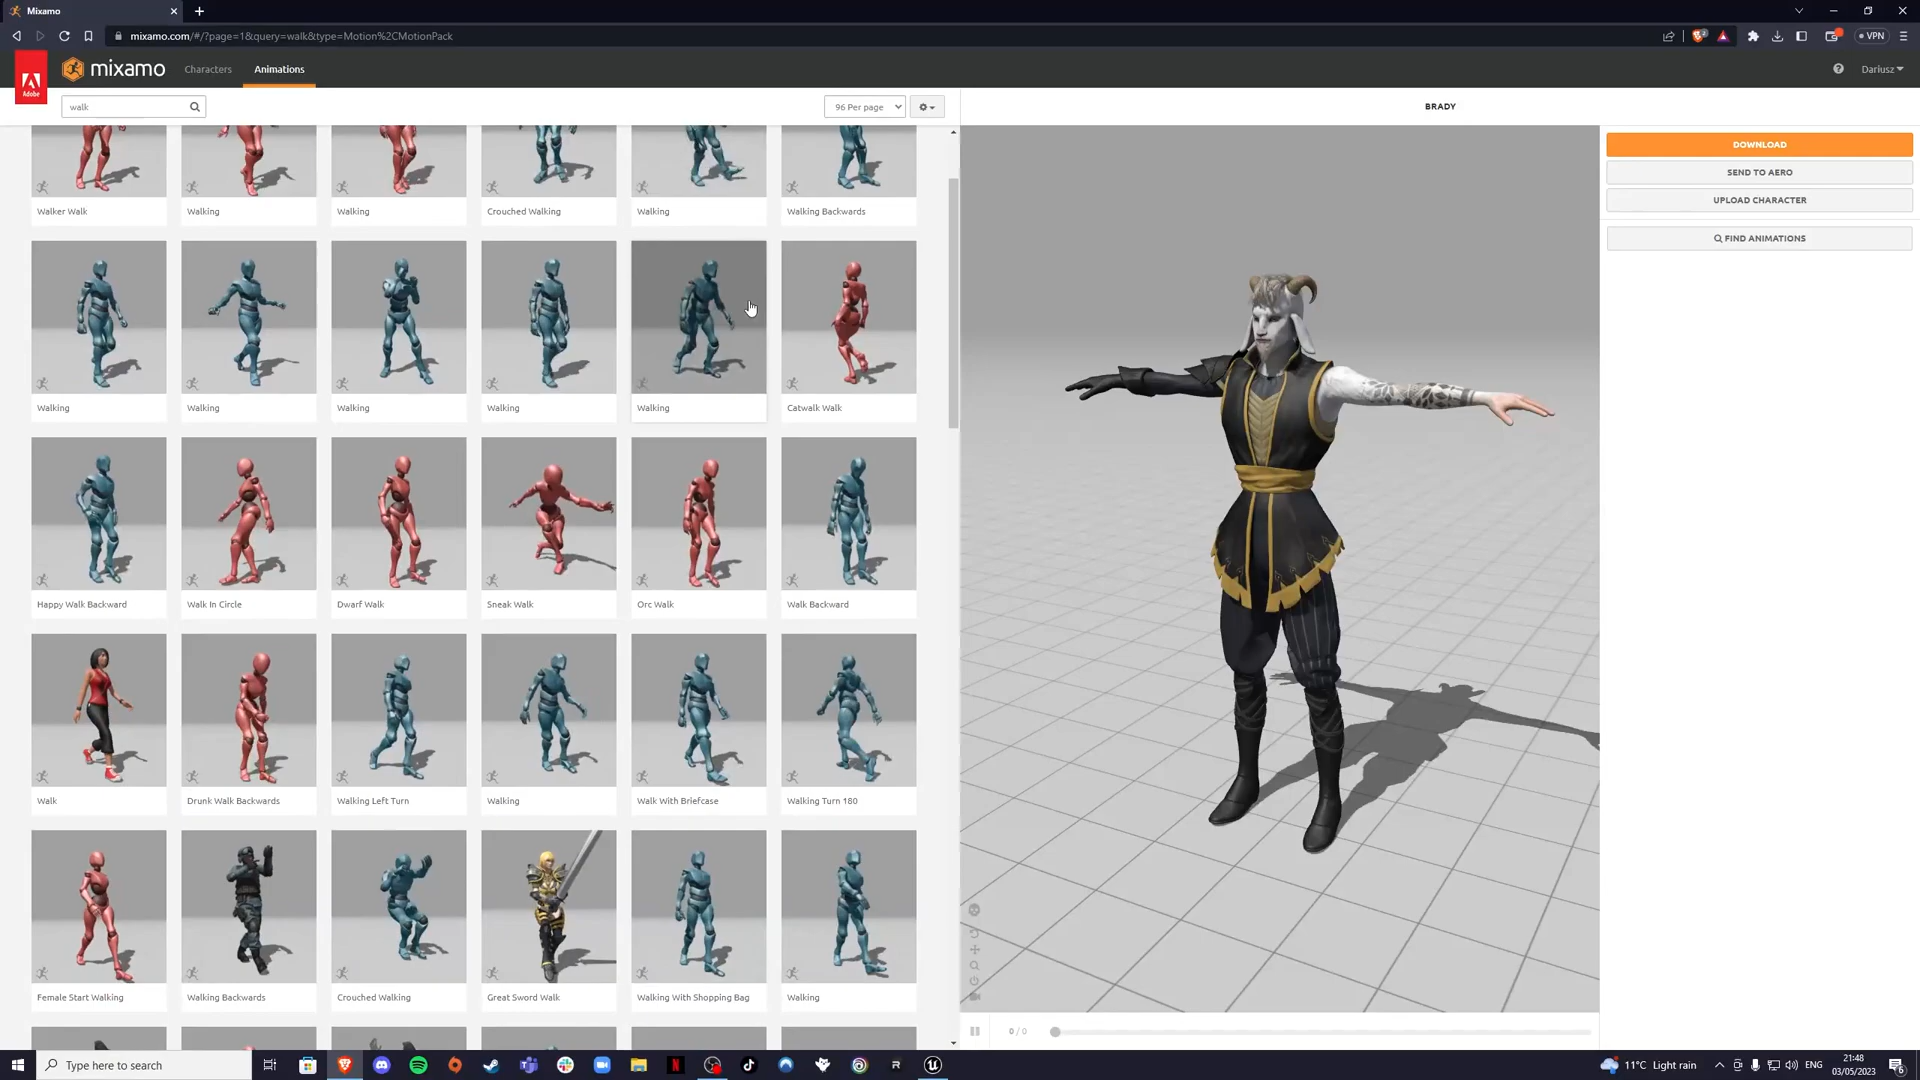 Mixamo
mixamo.com/#/?page=1&query=walk&type=Motion%2CMotionPack
VPN
Adobe
mixamo
Characters
Animations
Dariusz
walk
96 Per page
BRADY
DOWNLOAD
SEND TO AERO
UPLOAD CHARACTER
FIND ANIMATIONS
Walker Walk
Walking
Walking
Crouched Walking
Walking
Walking Backwards
Walking
Walking
Walking
Walking
Walking
Catwalk Walk
Happy Walk Backward
Walk In Circle
Dwarf Walk
Sneak Walk
Orc Walk
Walk Backward
Walk
Drunk Walk Backwards
Walking Left Turn
Walking
Walk With Briefcase
Walking Turn 180
Female Start Walking
Walking Backwards
Crouched Walking
Great Sword Walk
Walking With Shopping Bag
Walking
0 / 0
Type here to search
11°C Light rain
ENG
21:48
03/05/2023